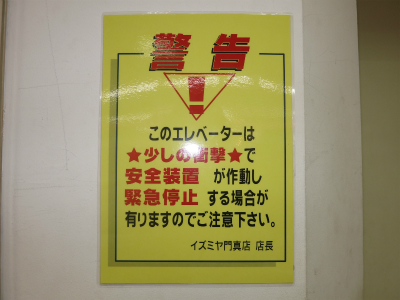 警告
!
このエレベーターは
★少しの衝撃★で
安全装置 が作動し
緊急停止 する場合が
有りますのでご注意下さい。
イズミヤ門真店 店長